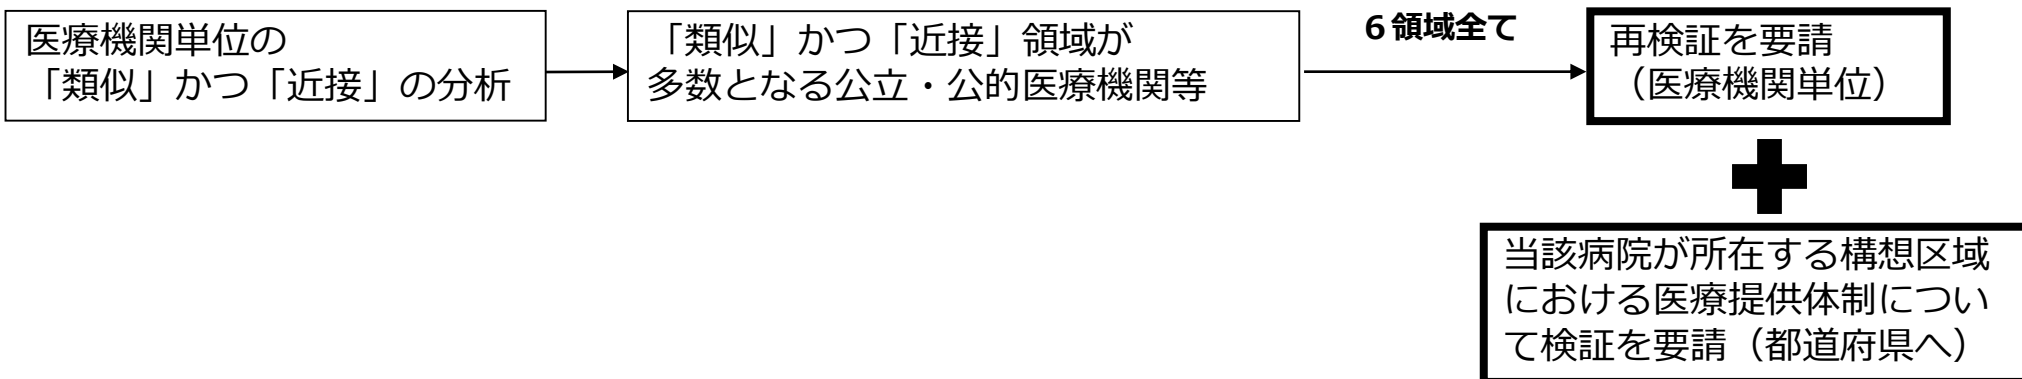 医療機関単位の
「類似」かつ「近接」の分析
「類似」かつ「近接」領域が
多数となる公立・公的医療機関等
６領域全て
再検証を要請
（医療機関単位）
当該病院が所在する構想区域
における医療提供体制につい
て検証を要請（都道府県へ）